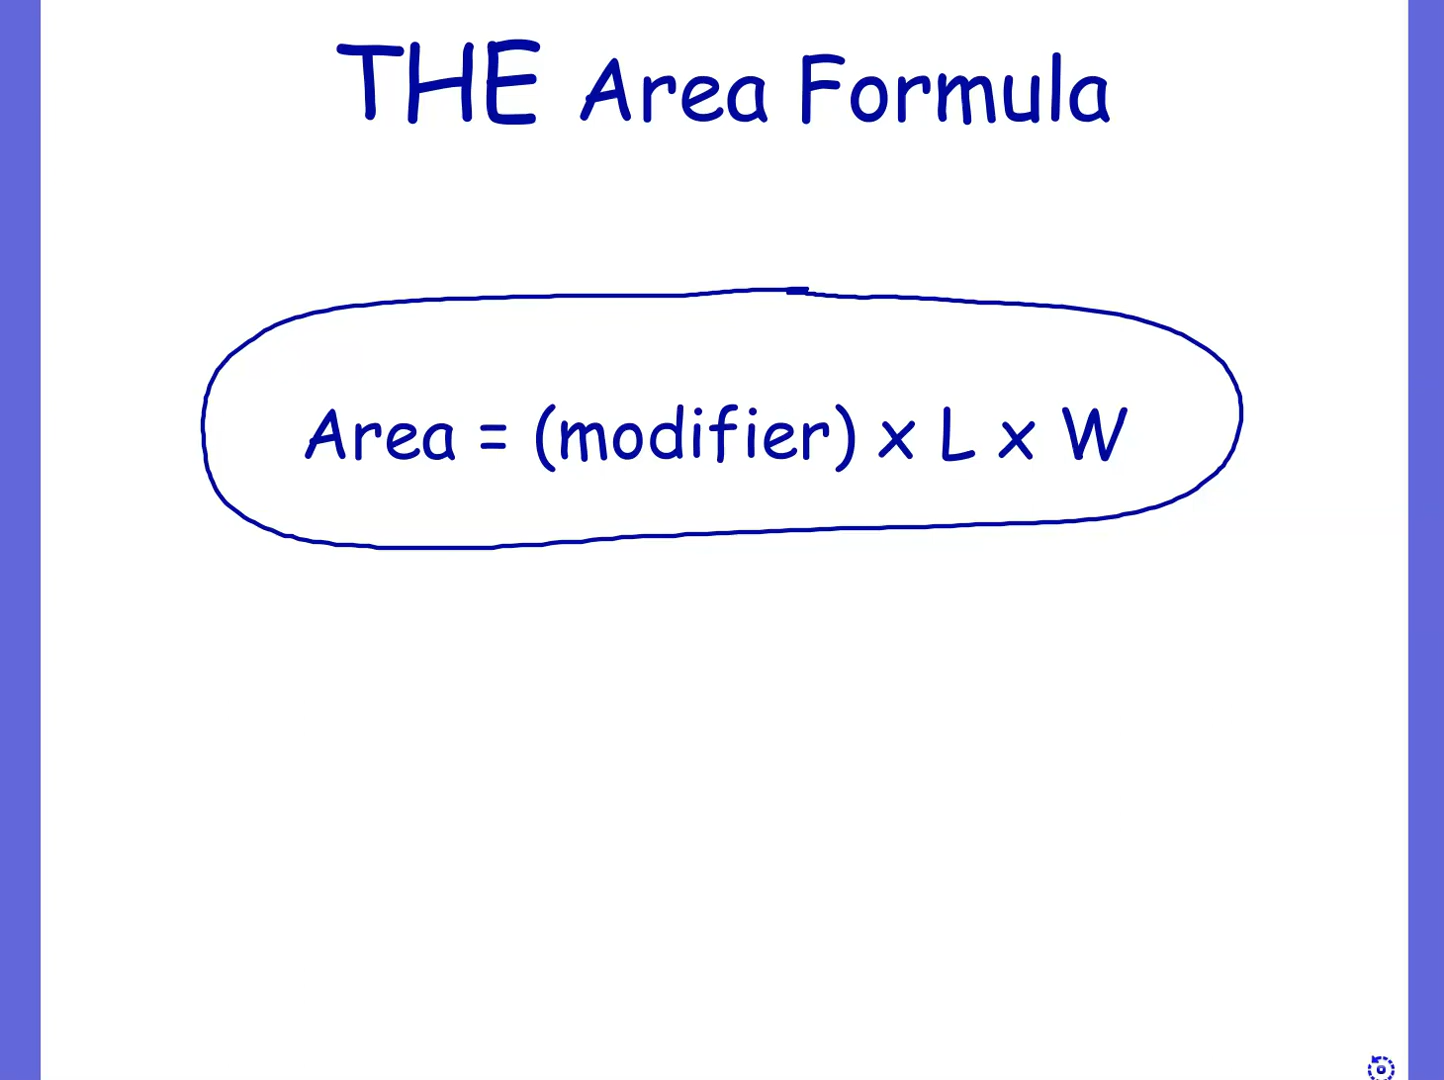 THE Area Formula
Area = (modifier) x L x W